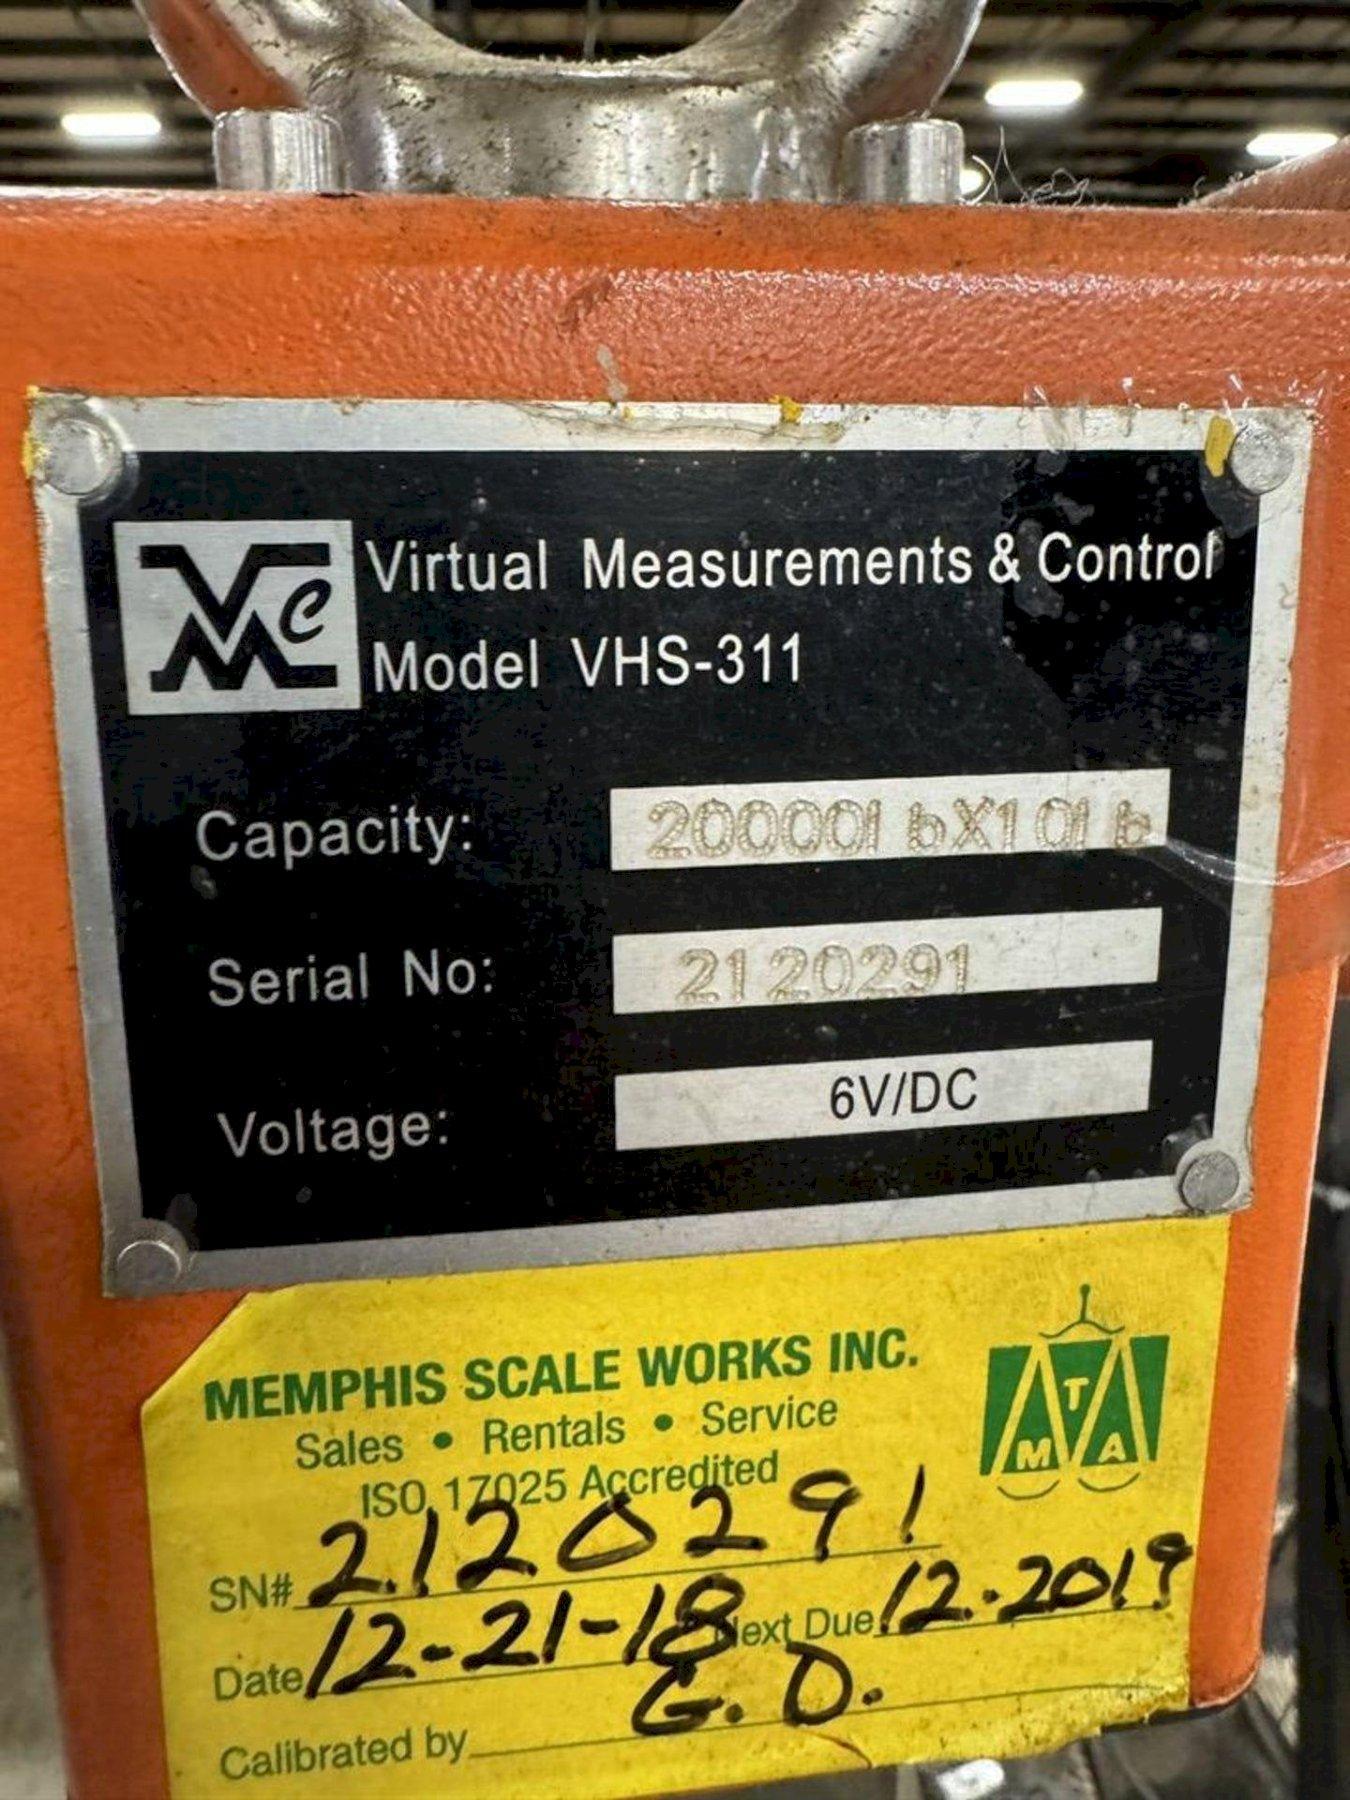 VMC
Virtual Measurements & Control
Model VHS-311
Capacity: 20000lbX10lb
Serial No: 2120291
Voltage: 6V/DC
MEMPHIS SCALE WORKS INC.
Sales • Rentals • Service
ISO 17025 Accredited
MTA
SN# 2120291
Date 12-21-18 Next Due 12.2019
Calibrated by G.D.